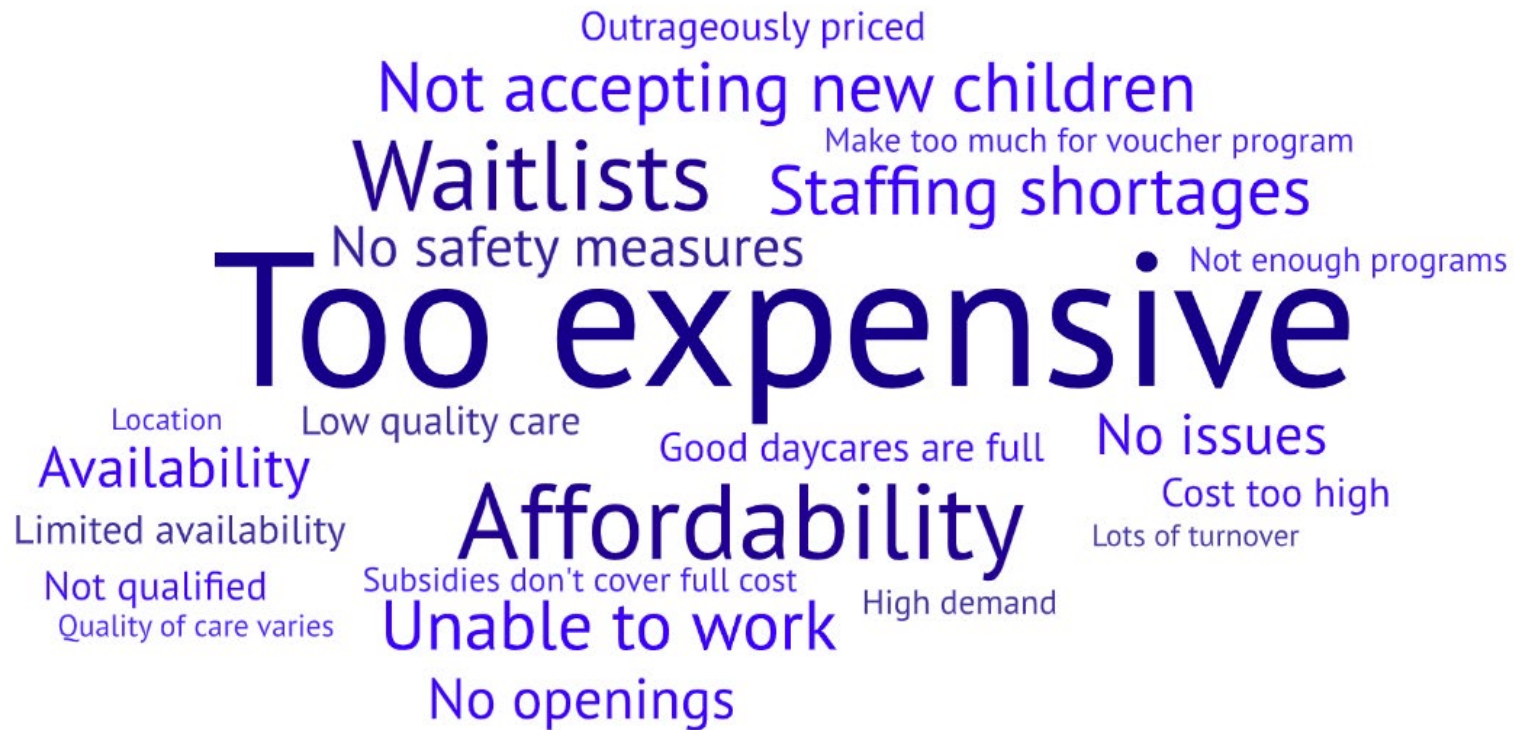 Outrageously priced
Not accepting new children
Make too much for voucher program
Waitlists
Staffing shortages
No safety measures
Not enough programs
Too expensive
Location
Low quality care
Good daycares are full
No issues
Availability
Cost too high
Affordability
Limited availability
Lots of turnover
Not qualified
Subsidies don't cover full cost
High demand
Quality of care varies
Unable to work
No openings